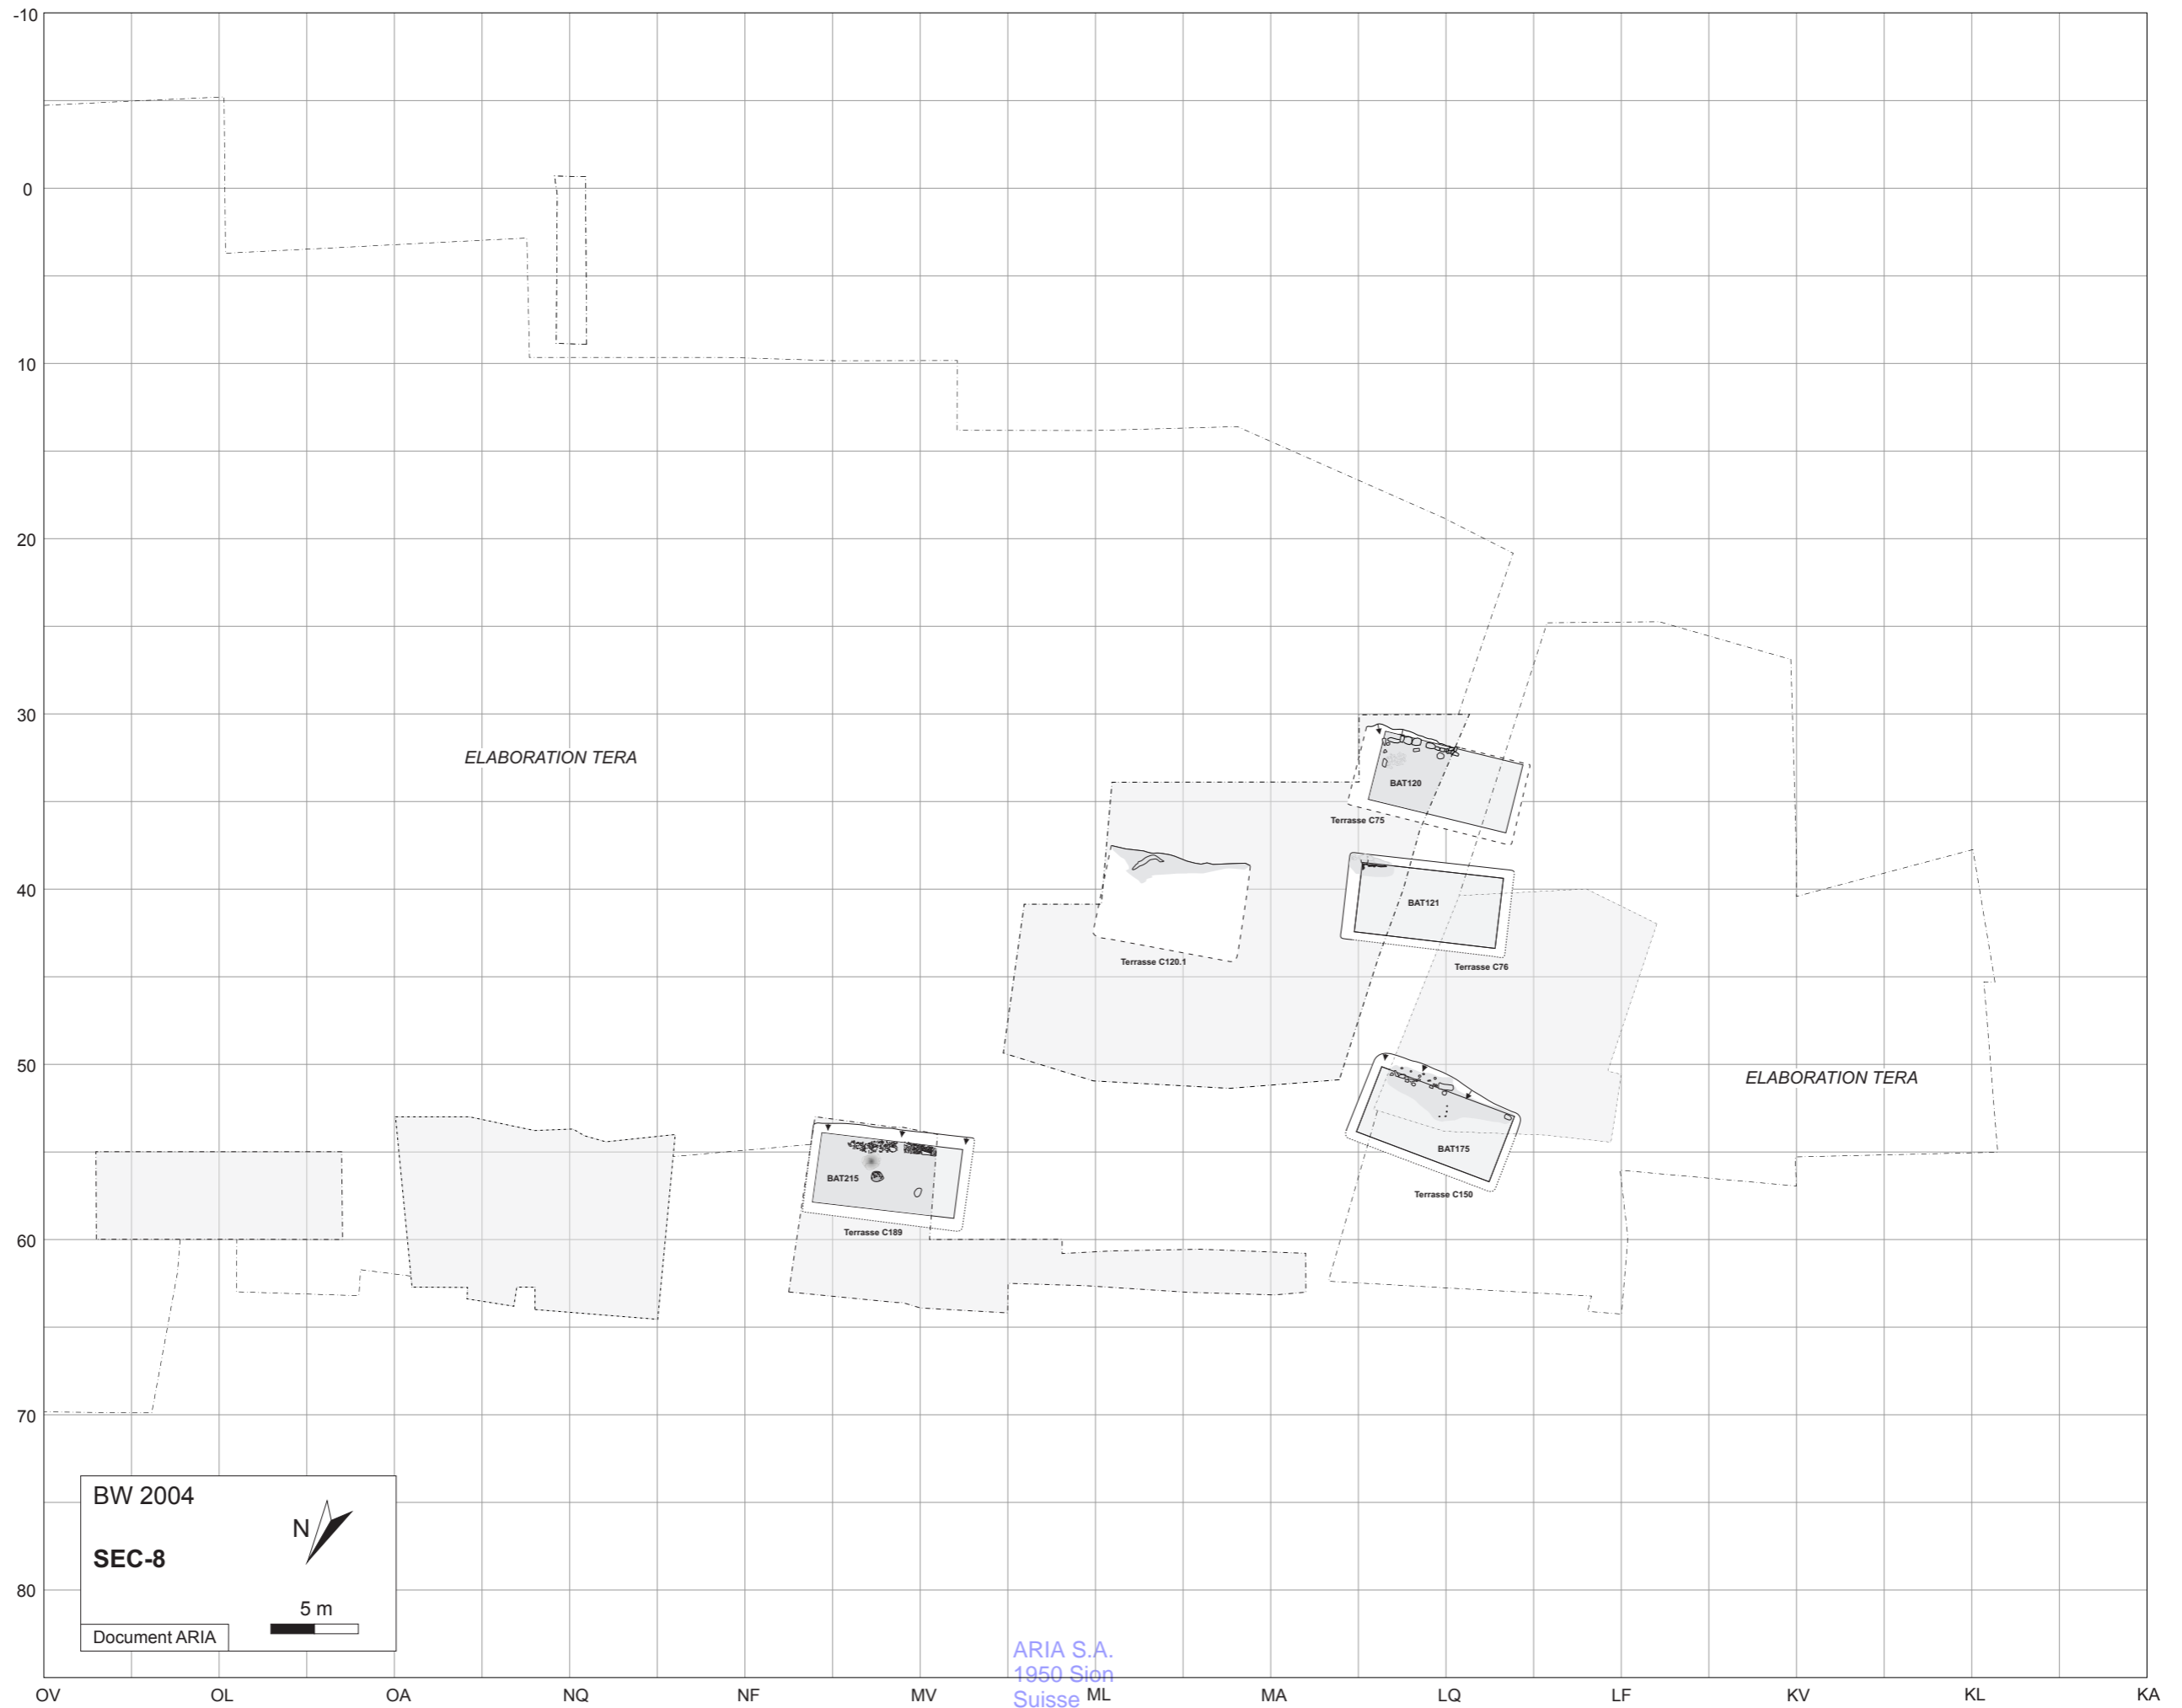 -10
0
10
20
30
ELABORATION TERA
BAT120
Terrasse C75
40
BAT121
Terrasse C120.1
Terrasse C76
50
ELABORATION TERA
BAT175
BAT215
Terrasse C150
Terrasse C189
60
70
BW 2004
N
SEC-8
80
5 m
Document ARIA
ARIA S.A.
1950 Sion
Suisse
OV OL OA NQ NF MV ML MA LQ LF KV KL KA